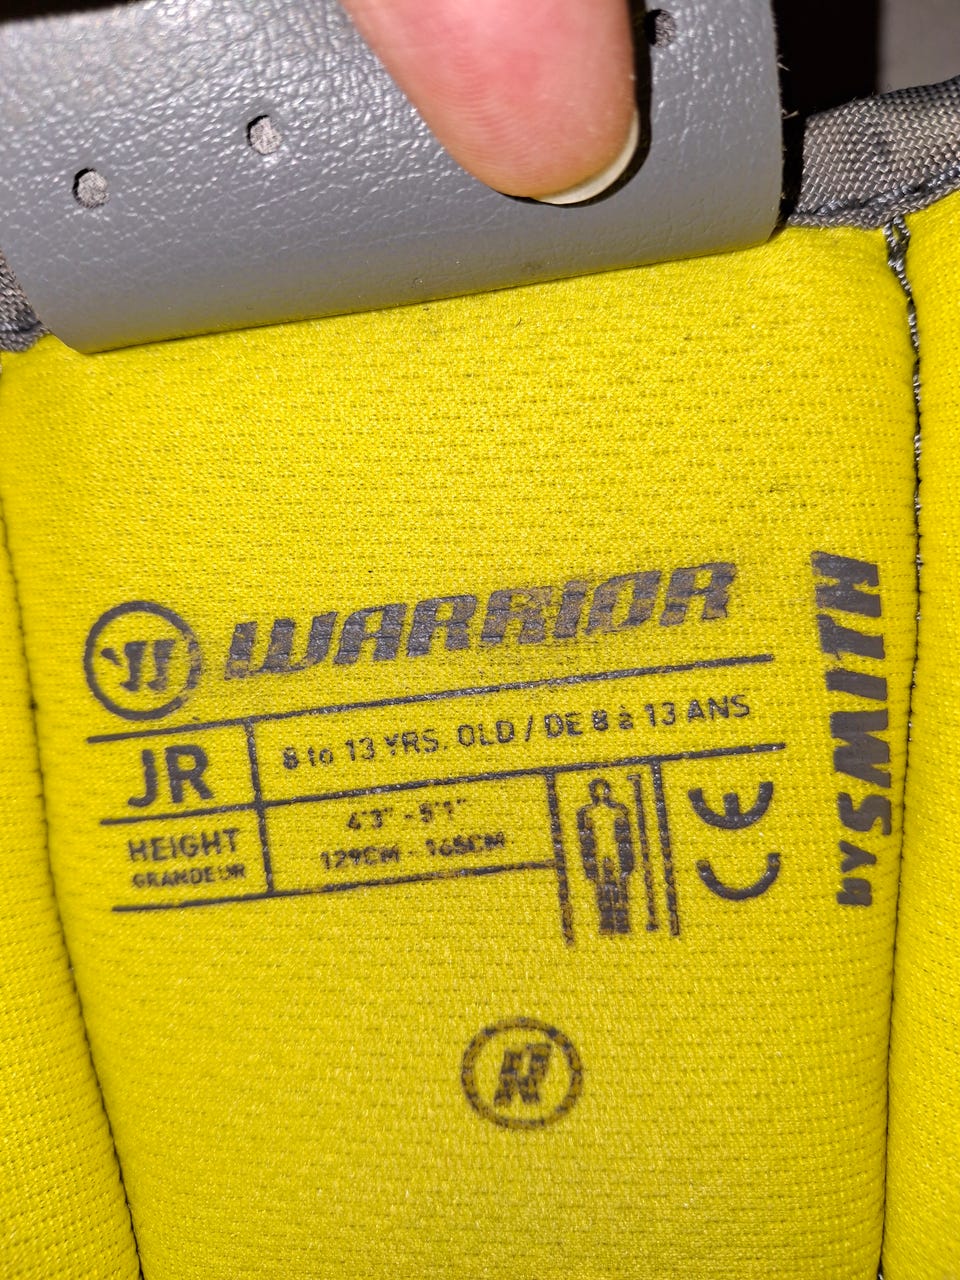 WARRIOR
JR
8 to 13 YRS. OLD / DE 8 à 13 ANS
HEIGHT
GRANDEUR
4'3" - 5'1"
129CM - 165CM
CE
BY SMITH
R